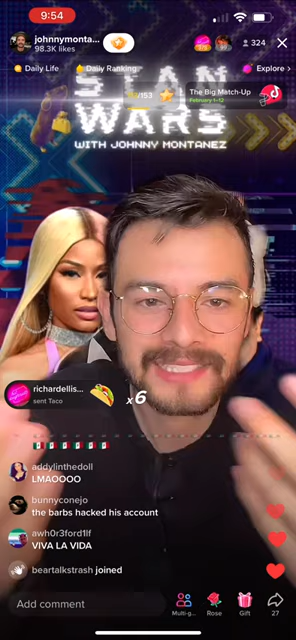 9:54
johnnymonta...
98.3K likes
324
Daily Life
Daily Ranking
Explore >
STAN
/153
The Big Match-Up
February 1-12
WARS
WITH JOHNNY MONTANEZ
richardellis...
sent Taco
x6
addylinthedoll
LMAOOOO
bunnyconejo
the barbs hacked his account
awh0r3ford1lf
VIVA LA VIDA
beartalkstrash joined
Add comment
Multi-g...
Rose
Gift
27